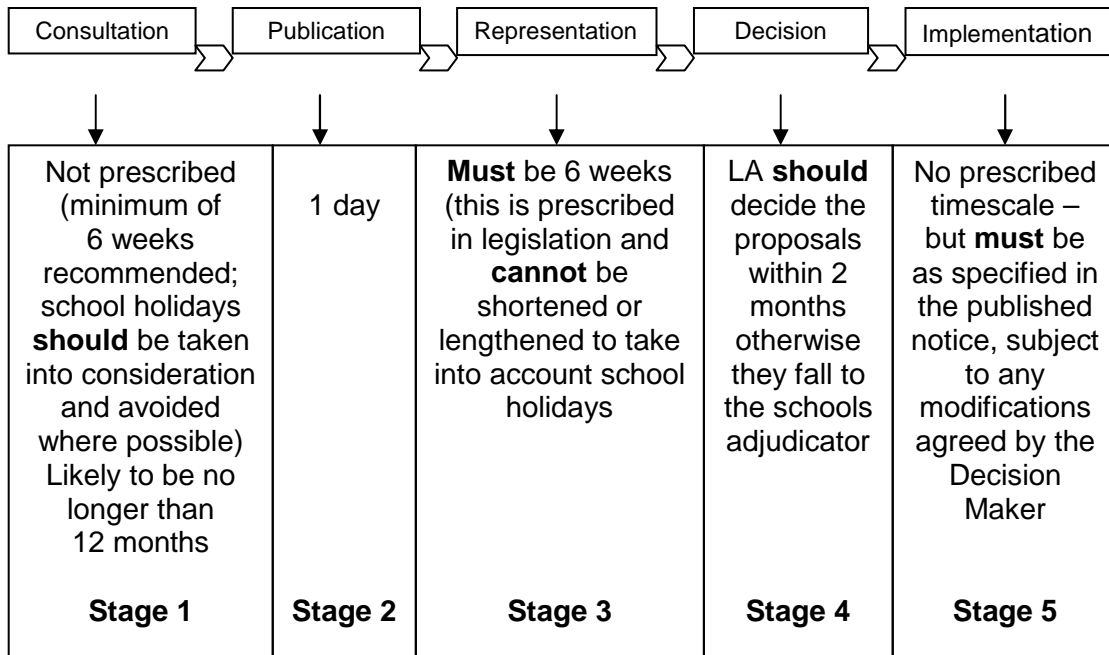 Consultation
Publication
Representation
Decision
Implementation
Not prescribed
(minimum of
6 weeks
recommended;
school holidays
should be taken
into consideration
and avoided
where possible)
Likely to be no
longer than
12 months
Stage 1
1 day
Stage 2
Must be 6 weeks
(this is prescribed
in legislation and
cannot be
shortened or
lengthened to take
into account school
holidays
Stage 3
LA should
decide the
proposals
within 2
months
otherwise
they fall to
the schools
adjudicator
Stage 4
No prescribed
timescale –
but must be
as specified in
the published
notice, subject
to any
modifications
agreed by the
Decision
Maker
Stage 5